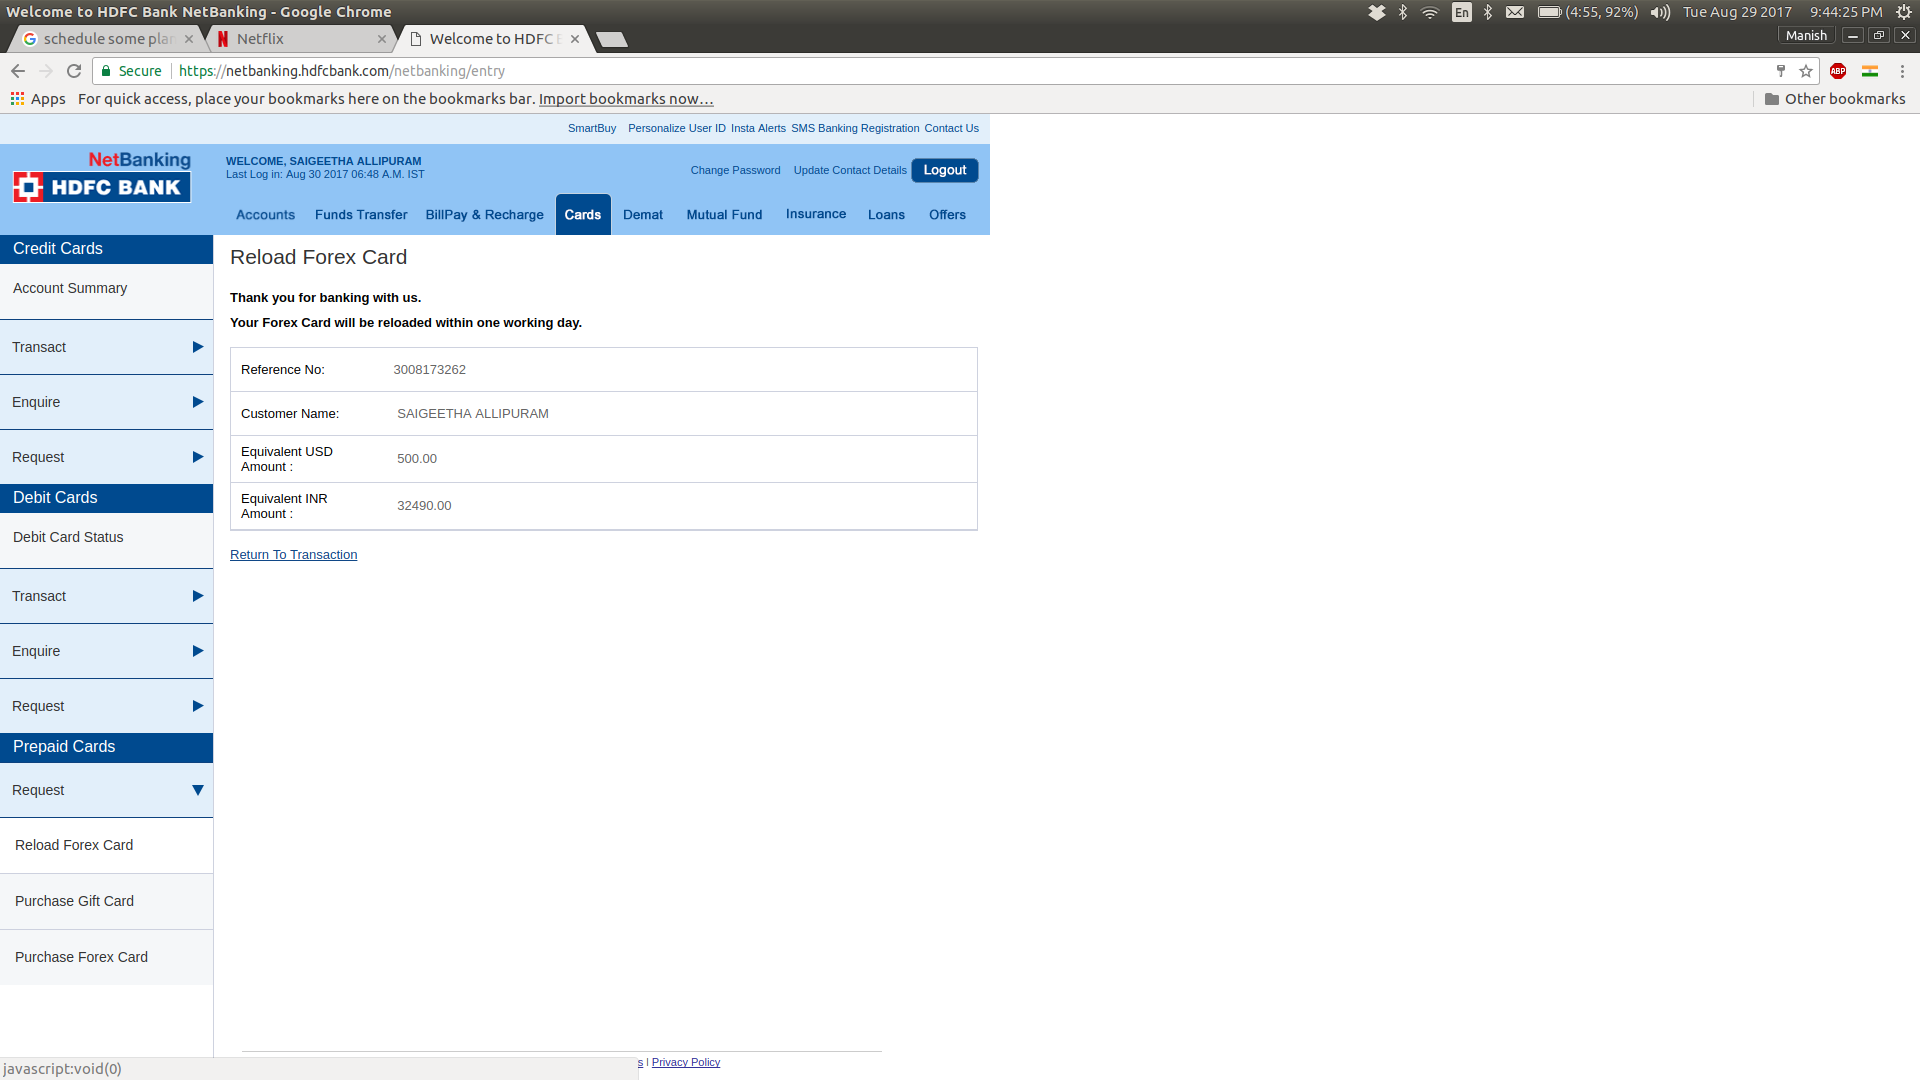 Welcome to HDFC Bank NetBanking - Google Chrome
En (4:55, 92%) Tue Aug 29 2017 9:44:25 PM
schedule some plan
Netflix
Welcome to HDFC
Manish
Secure https://netbanking.hdfcbank.com/netbanking/entry
ABP
Apps For quick access, place your bookmarks here on the bookmarks bar. Import bookmarks now...
Other bookmarks
SmartBuy Personalize User ID Insta Alerts SMS Banking Registration Contact Us
NetBanking
HDFC BANK
WELCOME, SAIGEETHA ALLIPURAM
Last Log in: Aug 30 2017 06:48 A.M. IST
Change Password Update Contact Details Logout
Accounts Funds Transfer BillPay & Recharge Cards Demat Mutual Fund Insurance Loans Offers
Credit Cards
Account Summary
Transact
Enquire
Request
Debit Cards
Debit Card Status
Transact
Enquire
Request
Prepaid Cards
Request
Reload Forex Card
Purchase Gift Card
Purchase Forex Card
Reload Forex Card
Thank you for banking with us.
Your Forex Card will be reloaded within one working day.
Reference No: 3008173262
Customer Name: SAIGEETHA ALLIPURAM
Equivalent USD
Amount : 500.00
Equivalent INR
Amount : 32490.00
Return To Transaction
s | Privacy Policy
javascript:void(0)